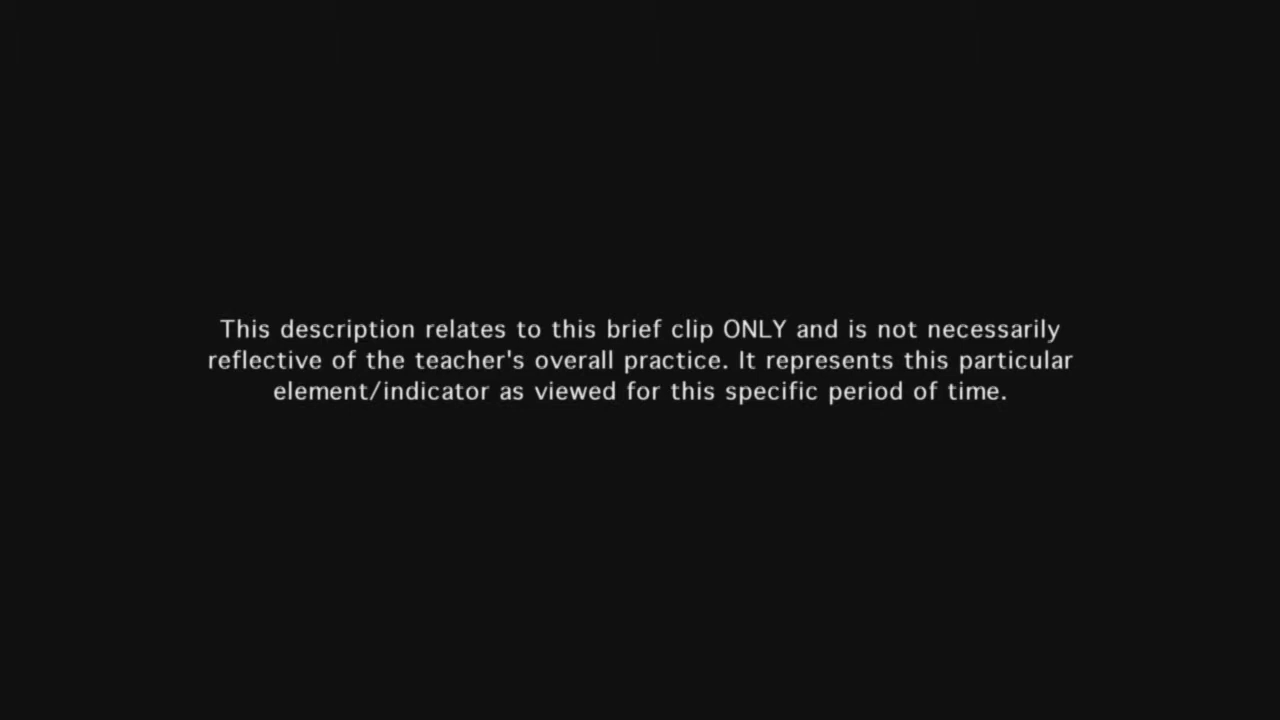 This description relates to this brief clip ONLY and is not necessarily
reflective of the teacher's overall practice. It represents this particular
element/indicator as viewed for this specific period of time.